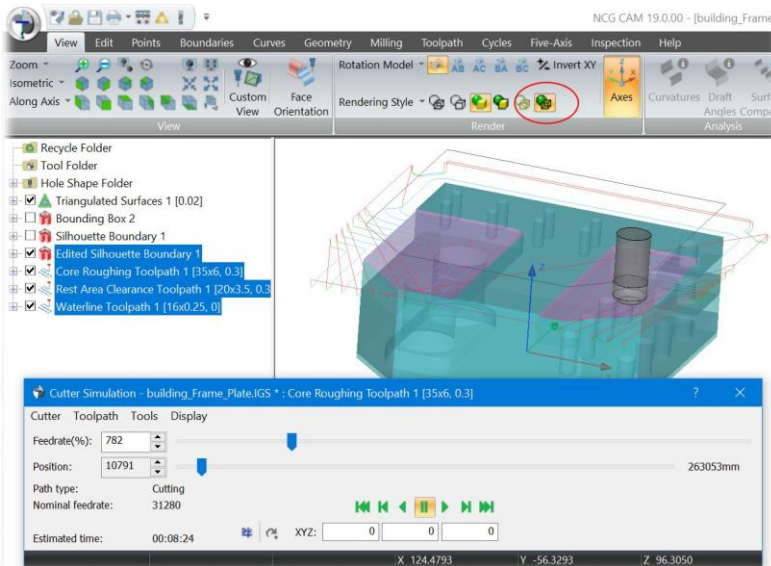 NCG CAM 19.0.00 - [building_Frame
View Edit Points Boundaries Curves Geometry Milling Toolpath Cycles Five-Axis Inspection Help
Zoom
Isometric
Along Axis
Custom View
Face Orientation
View
Rotation Model AB AC BA BC Invert XY
Rendering Style
Render
Axes
Curvatures Draft Angles Surf Compa
Analysis
Recycle Folder
Tool Folder
Hole Shape Folder
Triangulated Surfaces 1 [0.02]
Bounding Box 2
Silhouette Boundary 1
Edited Silhouette Boundary 1
Core Roughing Toolpath 1 [35x6, 0.3]
Rest Area Clearance Toolpath 1 [20x3.5, 0.3
Waterline Toolpath 1 [16x0.25, 0]
Z
Cutter Simulation - building_Frame_Plate.IGS * : Core Roughing Toolpath 1 [35x6, 0.3] ? ×
Cutter Toolpath Tools Display
Feedrate(%): 782
Position: 10791 263053mm
Path type: Cutting
Nominal feedrate: 31280
Estimated time: 00:08:24 XYZ: 0 0 0
X 124.4793 Y -56.3293 Z 96.3050